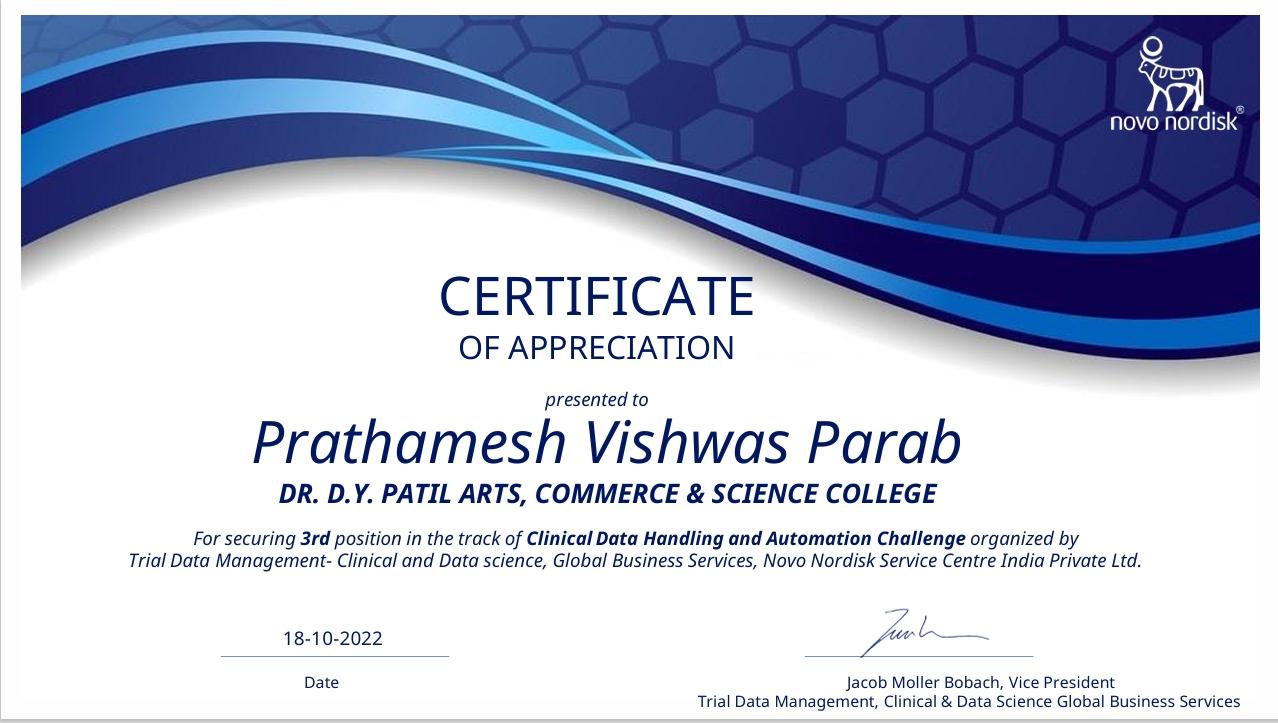 novo nordisk®
CERTIFICATE
OF APPRECIATION
presented to
Prathamesh Vishwas Parab
DR. D.Y. PATIL ARTS, COMMERCE & SCIENCE COLLEGE
For securing 3rd position in the track of Clinical Data Handling and Automation Challenge organized by
Trial Data Management- Clinical and Data science, Global Business Services, Novo Nordisk Service Centre India Private Ltd.
18-10-2022
Date
Jacob Moller Bobach, Vice President
Trial Data Management, Clinical & Data Science Global Business Services